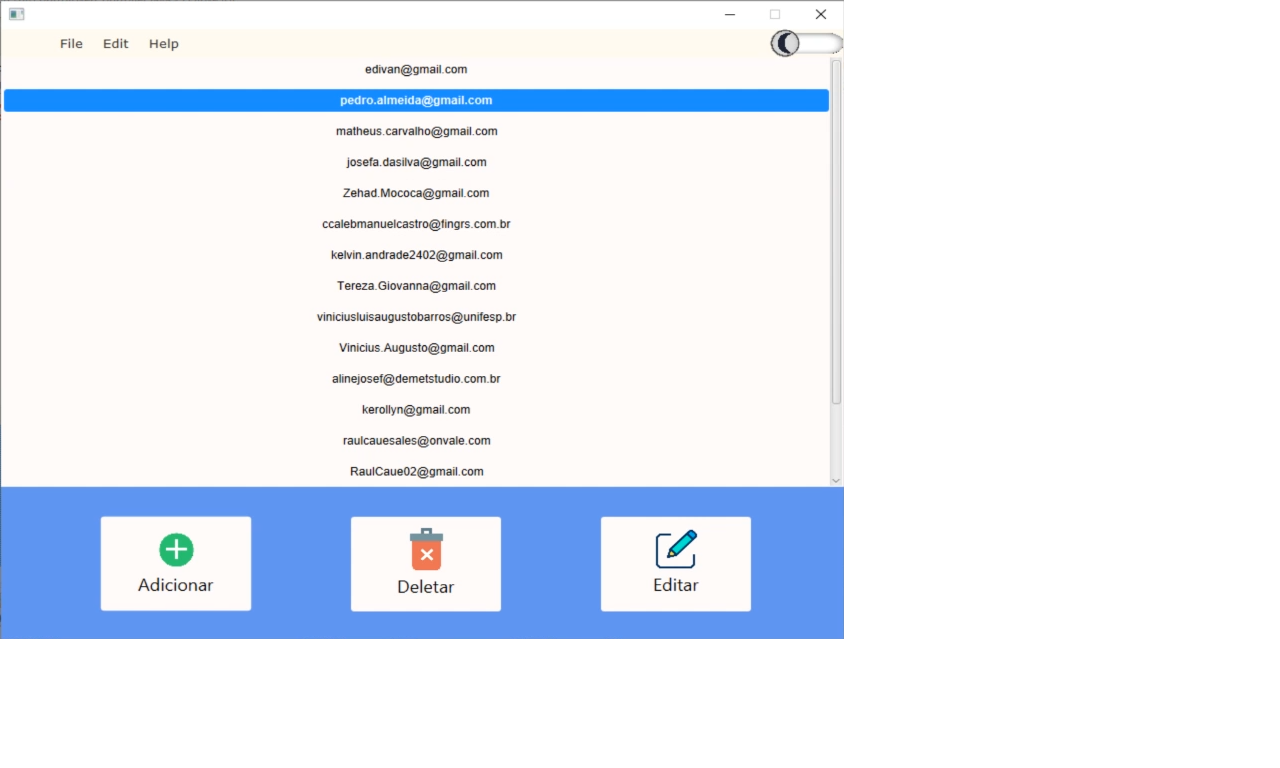 File Edit Help
edivan@gmail.com
pedro.almeida@gmail.com
matheus.carvalho@gmail.com
josefa.dasilva@gmail.com
Zehad.Mococa@gmail.com
ccalebmanuelcastro@fingrs.com.br
kelvin.andrade2402@gmail.com
Tereza.Giovanna@gmail.com
viniciusluisaugustobarros@unifesp.br
Vinicius.Augusto@gmail.com
alinejosef@demetstudio.com.br
kerollyn@gmail.com
raulcauesales@onvale.com
RaulCaue02@gmail.com
Adicionar Deletar Editar